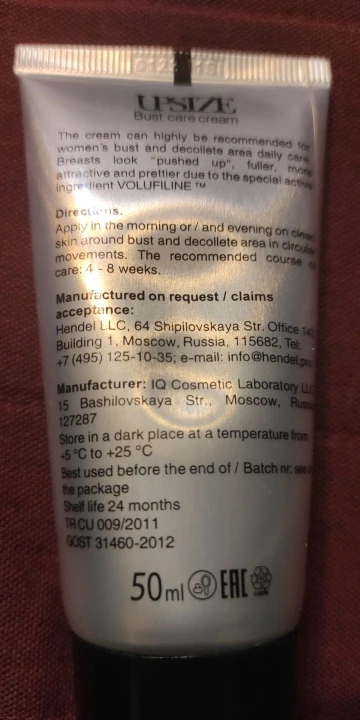 UPSIZE
Bust care cream
The cream can highly be recommended for
women's bust and decollete area daily care.
Breasts look "pushed up", fuller, more
attractive and prettier due to the special active
ingredient VOLUFILINE ™
Directions.
Apply in the morning or / and evening on clean
skin around bust and decollete area in circular
movements. The recommended course of
care: 4 - 8 weeks.
Manufactured on request / claims
acceptance:
Hendel LLC, 64 Shipilovskaya Str. Office
Building 1, Moscow, Russia, 115682, Tel:
+7 (495) 125-10-35; e-mail: info@hendel.pro
Manufacturer: IQ Cosmetic Laboratory LLC
15 Bashilovskaya Str., Moscow, Russia
127287
Store in a dark place at a temperature from
+5 °C to +25 °C
Best used before the end of / Batch nr: see
the package
Shelf life 24 months
TR CU 009/2011
GOST 31460-2012
50ml EAC